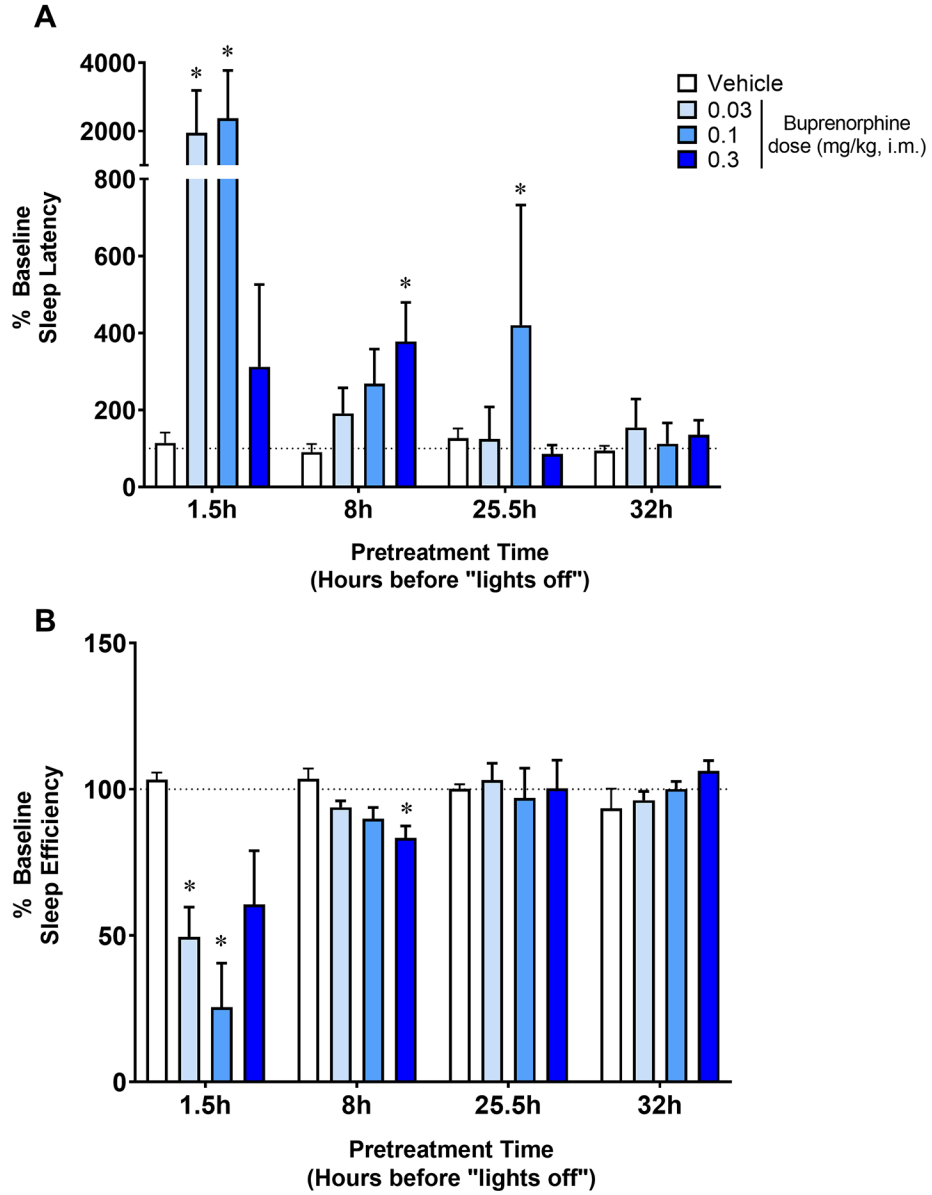 A
4000
2000
800
600
400
200
0
% Baseline
Sleep Latency
* * * *
Vehicle
0.03
0.1
0.3
Buprenorphine
dose (mg/kg, i.m.)
1.5h 8h 25.5h 32h
Pretreatment Time
(Hours before "lights off")
B
150
100
50
0
% Baseline
Sleep Efficiency
* * *
1.5h 8h 25.5h 32h
Pretreatment Time
(Hours before "lights off")